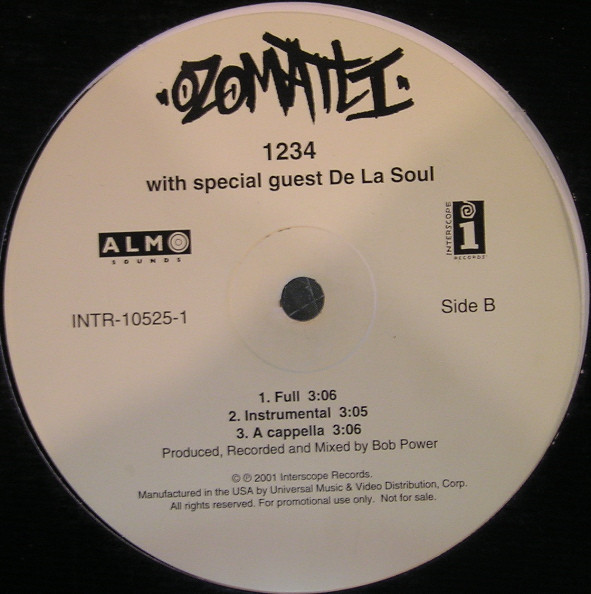 OZOMATLI
1234
with special guest De La Soul
ALMO
SOUNDS
INTERSCOPE
i
RECORDS
INTR-10525-1
Side B
1. Full 3:06
2. Instrumental 3:05
3. A cappella 3:06
Produced, Recorded and Mixed by Bob Power
© ℗ 2001 Interscope Records.
Manufactured in the USA by Universal Music & Video Distribution, Corp.
All rights reserved. For promotional use only. Not for sale.